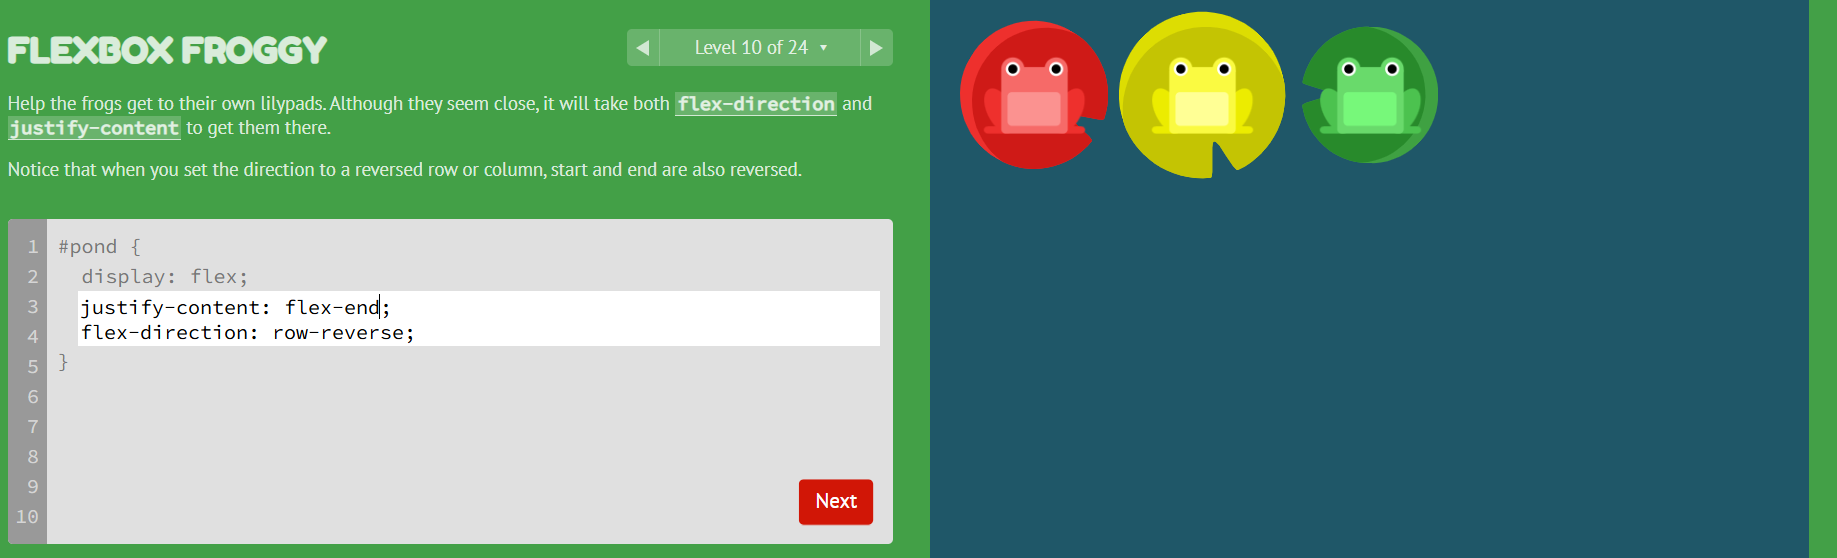 FLEXBOX FROGGY
Level 10 of 24
Help the frogs get to their own lilypads. Although they seem close, it will take both flex-direction and
justify-content to get them there.
Notice that when you set the direction to a reversed row or column, start and end are also reversed.
1 #pond {
2 display: flex;
3 justify-content: flex-end;
4 flex-direction: row-reverse;
5 }
6
7
8
9
10
Next